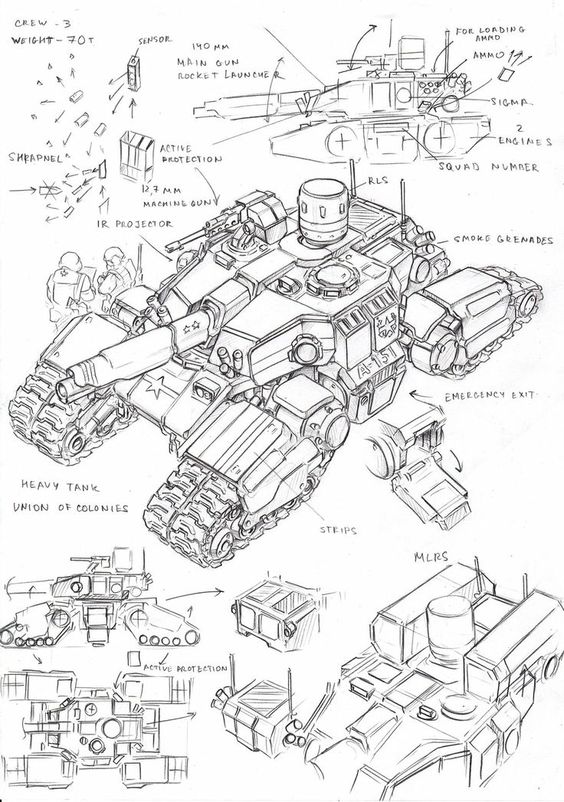 CREW - 3
WEIGHT - 70T
SENSOR
140 MM
MAIN GUN
ROCKET LAUNCHER
FOR LOADING
AMMO
AMMO
SIGMA
2
ENGINES
SQUAD NUMBER
SHRAPNEL
ACTIVE
PROTECTION
12,7 MM
MACHINE GUN
IR PROJECTOR
RLS
SMOKE GRENADES
A-151
EMERGENCY EXIT
HEAVY TANK
UNION OF COLONIES
STRIPS
MLRS
ACTIVE PROTECTION